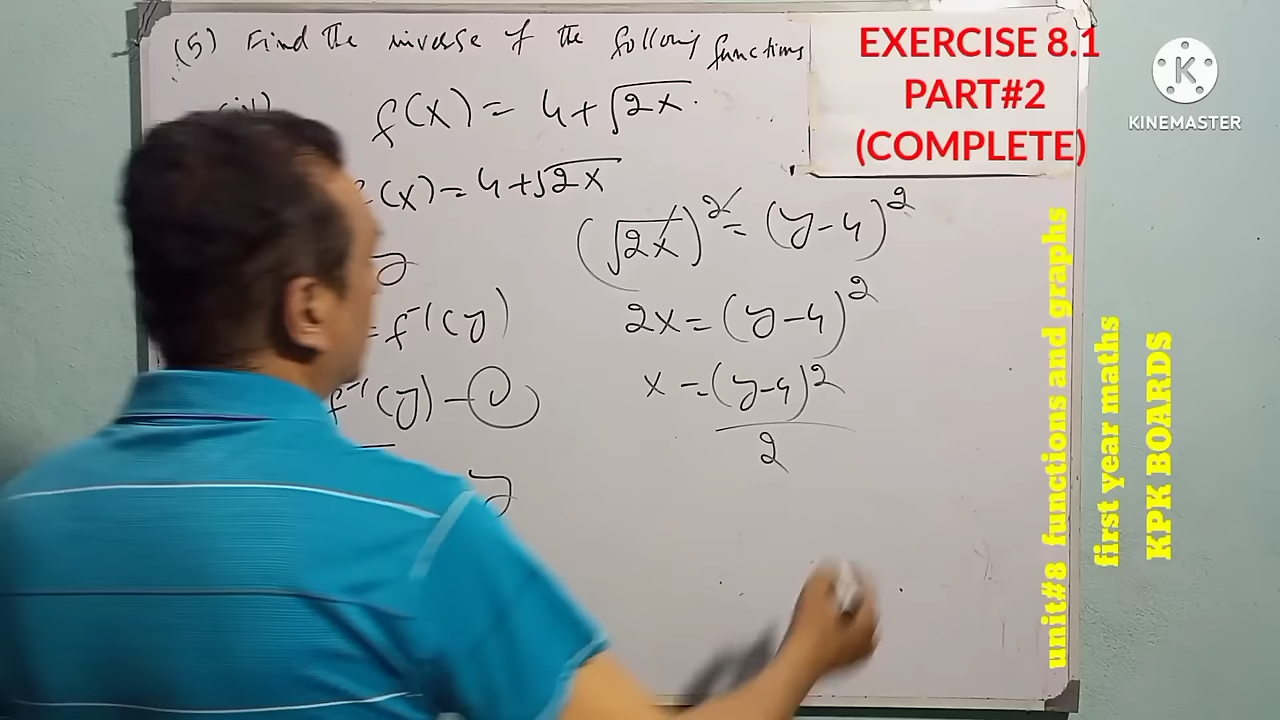 (5) Find the inverse of the following functions
(iv) f(x) = 4+√2x.
f(x) = 4+√2x
y
= f⁻¹(y)
f⁻¹(y) –
y
(√2x)² = (y-4)²
2x = (y-4)²
x = (y-4)²
2
EXERCISE 8.1
PART#2
(COMPLETE)
K
KINEMASTER
unit#8 functions and graphs
first year maths
KPK BOARDS